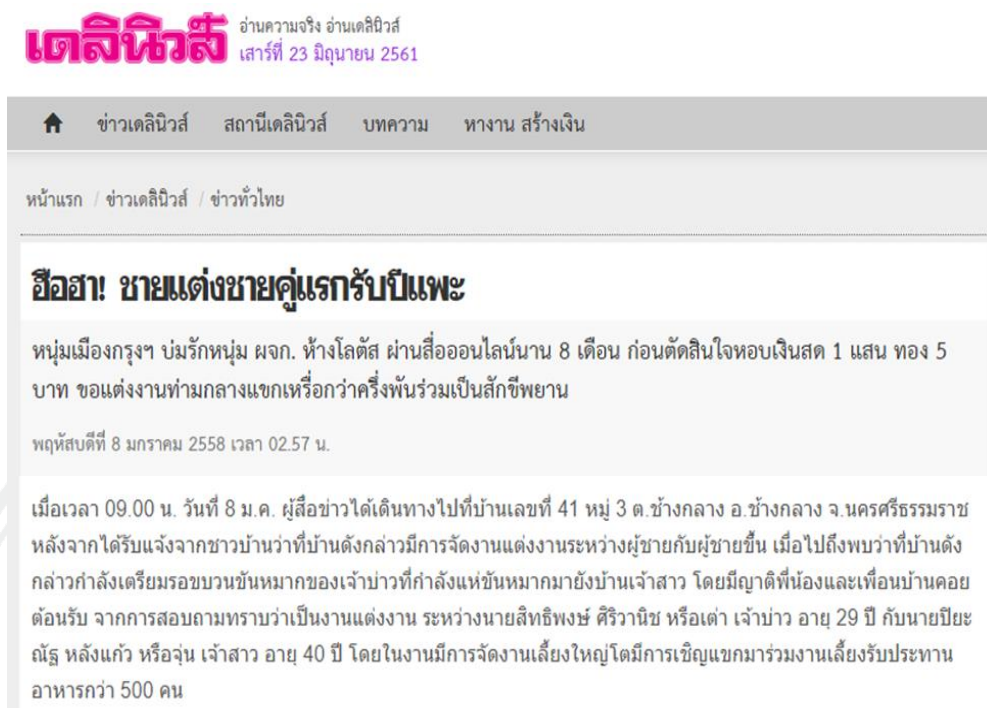 เดลินิวส์
อ่านความจริง อ่านเดลินิวส์
เสาร์ที่ 23 มิถุนายน 2561
ข่าวเดลินิวส์ สถานีเดลินิวส์ บทความ หางาน สร้างเงิน
หน้าแรก / ข่าวเดลินิวส์ / ข่าวทั่วไทย
ฮือฮา! ชายแต่งชายคู่แรกรับปีแพะ
หนุ่มเมืองกรุงฯ บ่มรักหนุ่ม ผจก. ห้างโลตัส ผ่านสื่อออนไลน์นาน 8 เดือน ก่อนตัดสินใจหอบเงินสด 1 แสน ทอง 5
บาท ขอแต่งงานท่ามกลางแขกเหรื่อกว่าครึ่งพันร่วมเป็นสักขีพยาน
พฤหัสบดีที่ 8 มกราคม 2558 เวลา 02.57 น.
เมื่อเวลา 09.00 น. วันที่ 8 ม.ค. ผู้สื่อข่าวได้เดินทางไปที่บ้านเลขที่ 41 หมู่ 3 ต.ช้างกลาง อ.ช้างกลาง จ.นครศรีธรรมราช
หลังจากได้รับแจ้งจากชาวบ้านว่าที่บ้านดังกล่าวมีการจัดงานแต่งงานระหว่างผู้ชายกับผู้ชายขึ้น เมื่อไปถึงพบว่าที่บ้านดัง
กล่าวกำลังเตรียมรอขบวนขันหมากของเจ้าบ่าวที่กำลังแห่ขันหมากมายังบ้านเจ้าสาว โดยมีญาติพี่น้องและเพื่อนบ้านคอย
ต้อนรับ จากการสอบถามทราบว่าเป็นงานแต่งงาน ระหว่างนายสิทธิพงษ์ ศิริวานิช หรือเต่า เจ้าบ่าว อายุ 29 ปี กับนายปิยะ
ณัฐ หลังแก้ว หรือจุ่น เจ้าสาว อายุ 40 ปี โดยในงานมีการจัดงานเลี้ยงใหญ่โตมีการเชิญแขกมาร่วมงานเลี้ยงรับประทาน
อาหารกว่า 500 คน